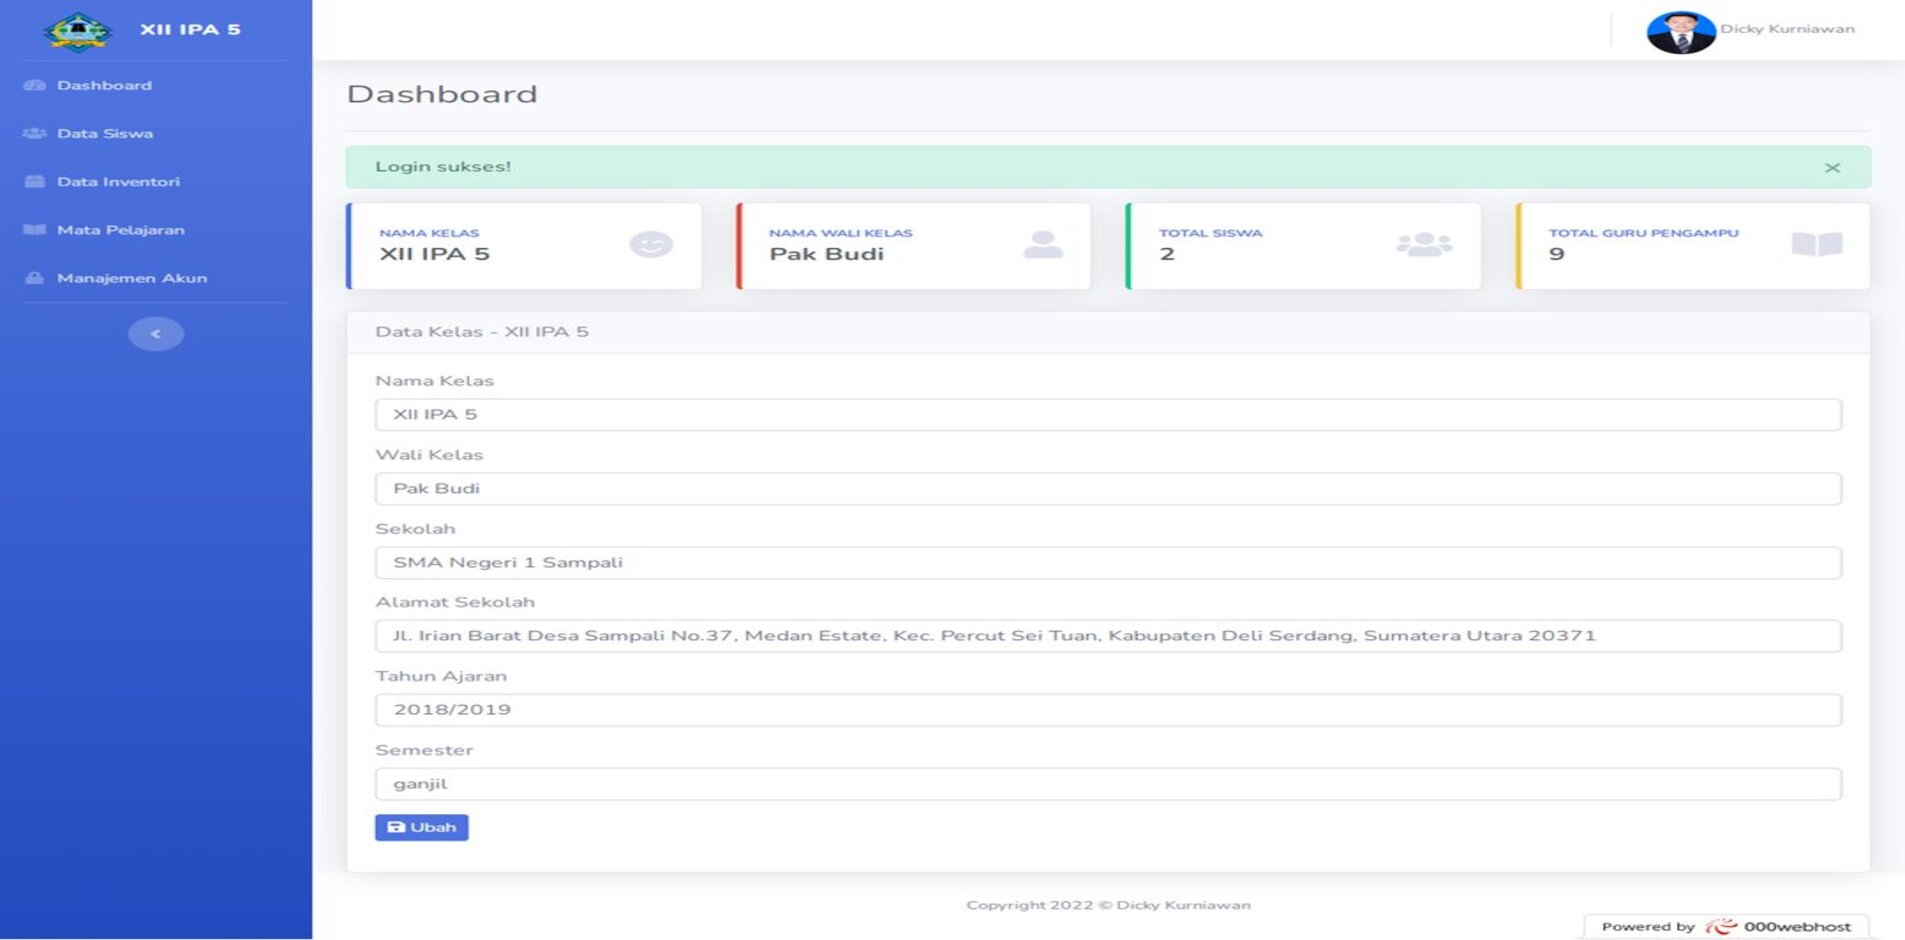 XII IPA 5
Dashboard
Data Siswa
Data Inventori
Mata Pelajaran
Manajemen Akun
Dicky Kurniawan
Dashboard
Login sukses!
NAMA KELAS
XII IPA 5
NAMA WALI KELAS
Pak Budi
TOTAL SISWA
2
TOTAL GURU PENGAMPU
9
Data Kelas - XII IPA 5
Nama Kelas
XII IPA 5
Wali Kelas
Pak Budi
Sekolah
SMA Negeri 1 Sampali
Alamat Sekolah
Jl. Irian Barat Desa Sampali No.37, Medan Estate, Kec. Percut Sei Tuan, Kabupaten Deli Serdang, Sumatera Utara 20371
Tahun Ajaran
2018/2019
Semester
ganjil
Ubah
Copyright 2022 © Dicky Kurniawan
Powered by 000webhost